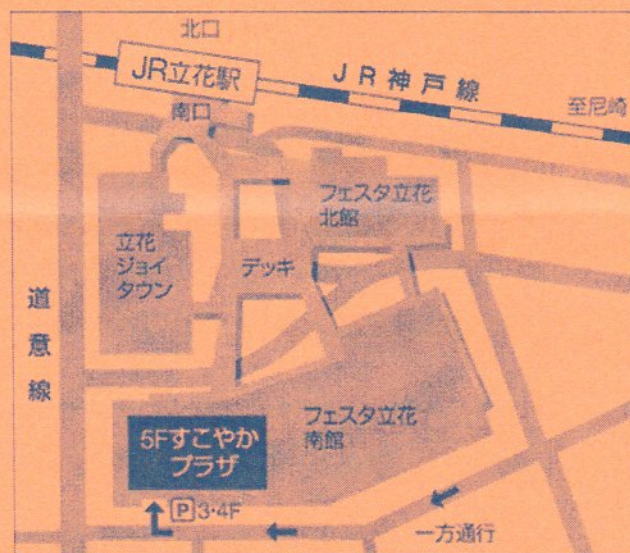 北口
JR立花駅
JR神戸線
南口
至尼崎
フェスタ立花
北館
立花
ジョイ
タウン
デッキ
道意線
フェスタ立花
南館
5Fすこやか
プラザ
P 3・4F
一方通行